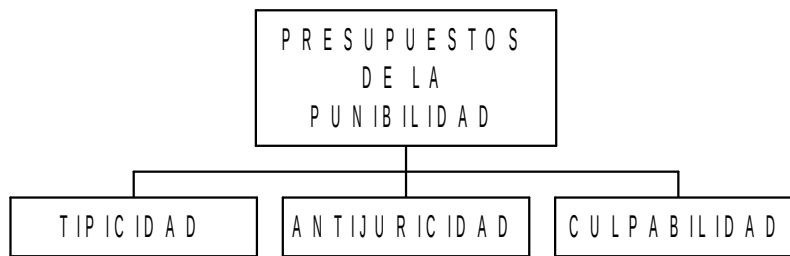 PRESUPUESTOS
DE LA
PUNIBILIDAD
TIPICIDAD
ANTIJURICIDAD
CULPABILIDAD